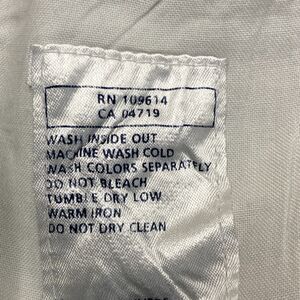 RN 109614
CA 04719
WASH INSIDE OUT
MACHINE WASH COLD
WASH COLORS SEPARATELY
DO NOT BLEACH
TUMBLE DRY LOW
WARM IRON
DO NOT DRY CLEAN